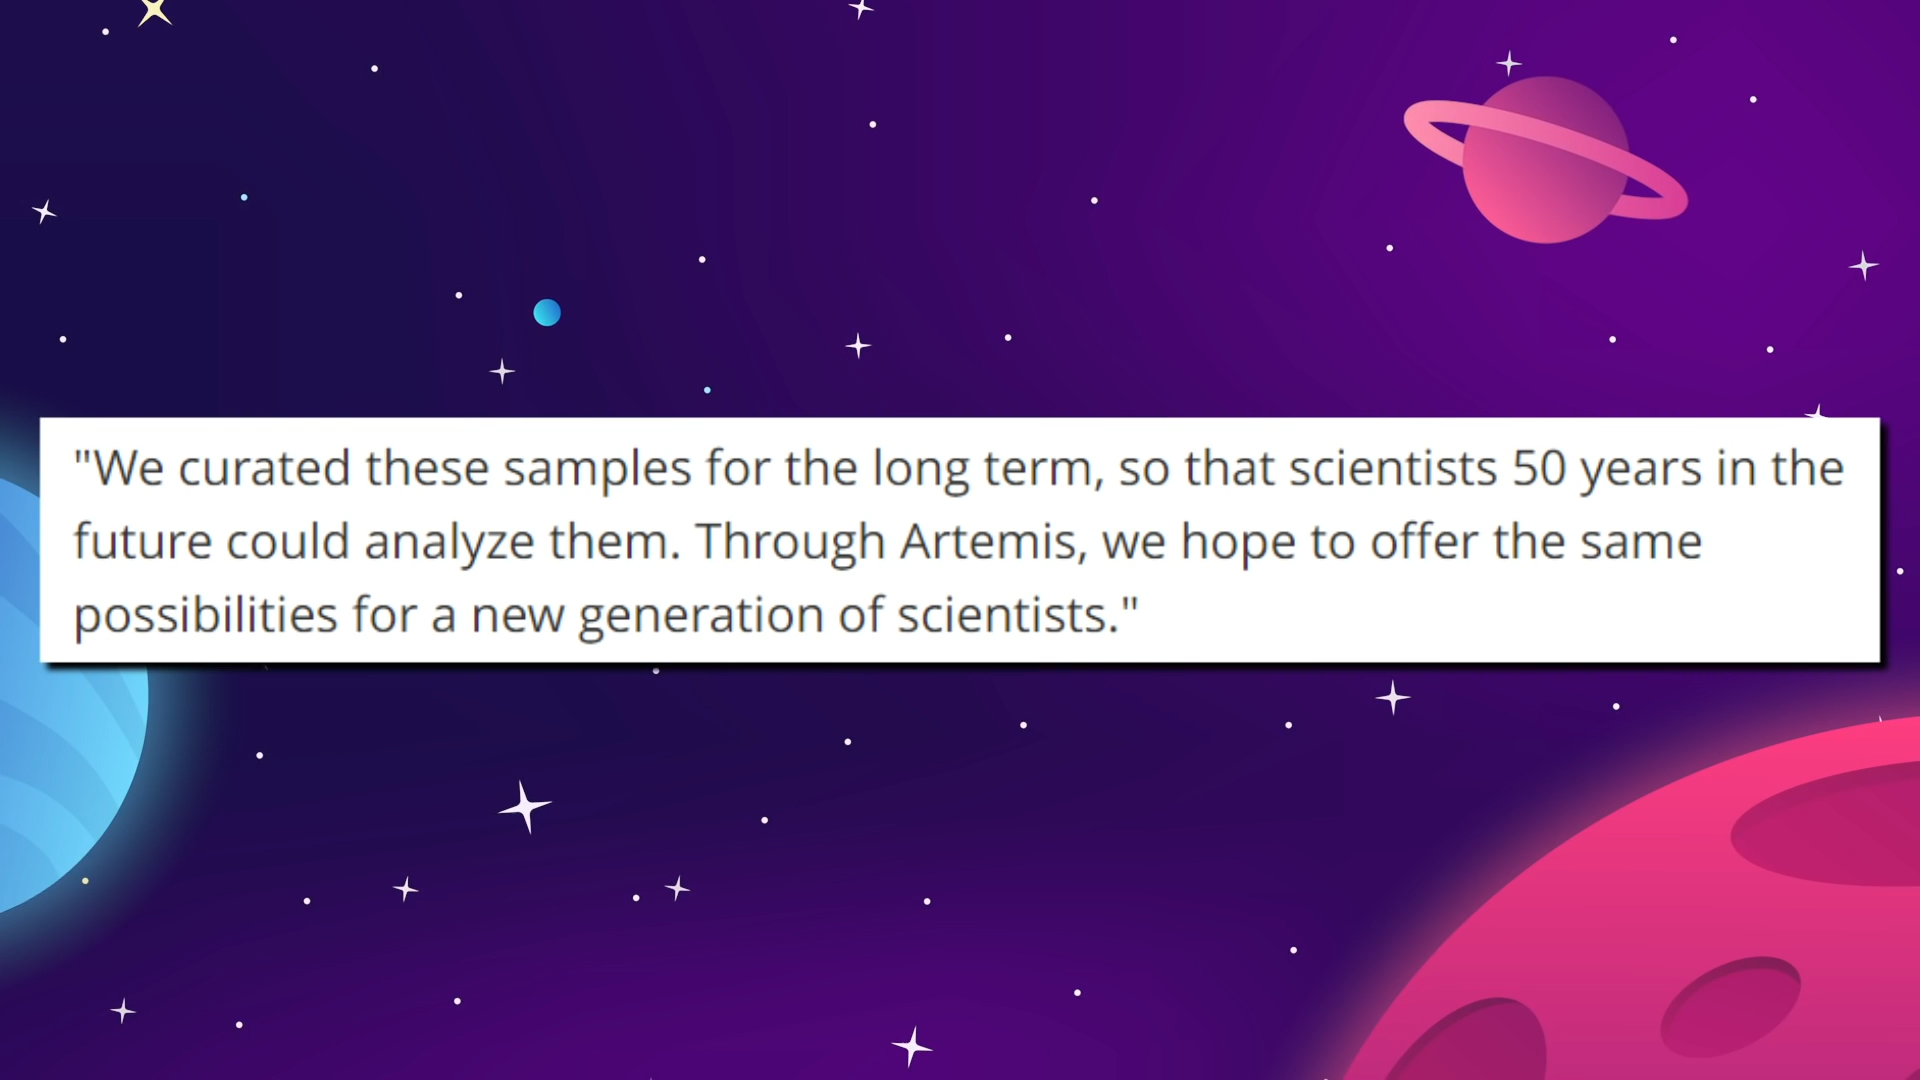 "We curated these samples for the long term, so that scientists 50 years in the
future could analyze them. Through Artemis, we hope to offer the same
possibilities for a new generation of scientists."